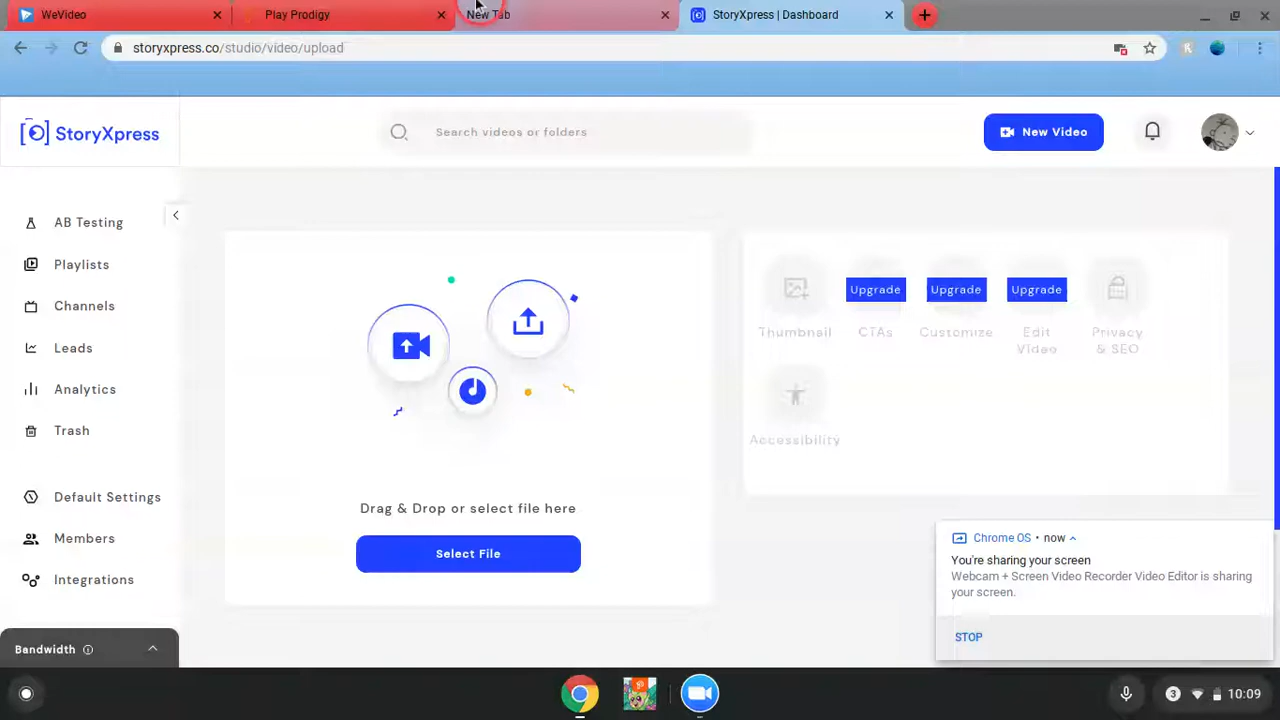 WeVideo
Play Prodigy
New Tab
StoryXpress | Dashboard
storyxpress.co/studio/video/upload
StoryXpress
Search videos or folders
New Video
AB Testing
Playlists
Channels
Leads
Analytics
Trash
Default Settings
Members
Integrations
Bandwidth
Drag & Drop or select file here
Select File
Upgrade
Upgrade
Upgrade
Thumbnail
CTAs
Customize
Edit
Video
Privacy
& SEO
Accessibility
Chrome OS • now
You're sharing your screen
Webcam + Screen Video Recorder Video Editor is sharing
your screen.
STOP
3
10:09